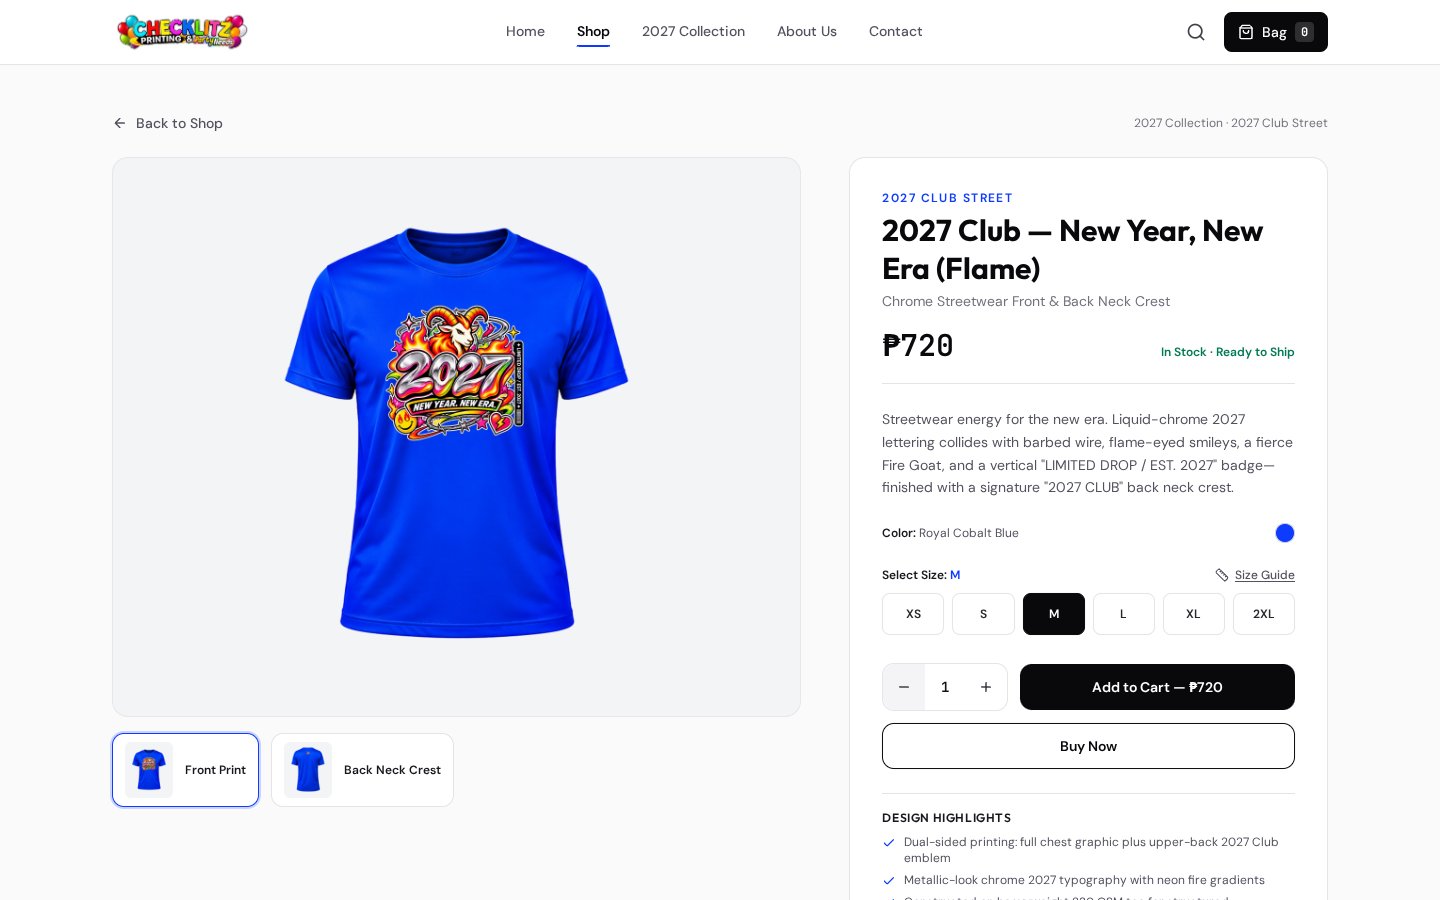 CHECKLITZ
PRINTING & Party Needs
Home
Shop
2027 Collection
About Us
Contact
Bag
0
Back to Shop
2027 Collection · 2027 Club Street
2027
NEW YEAR. NEW ERA.
LIMITED DROP / EST. 2027
Front Print
Back Neck Crest
2027 CLUB STREET
2027 Club — New Year, New
Era (Flame)
Chrome Streetwear Front & Back Neck Crest
₱720
In Stock · Ready to Ship
Streetwear energy for the new era. Liquid-chrome 2027
lettering collides with barbed wire, flame-eyed smileys, a fierce
Fire Goat, and a vertical "LIMITED DROP / EST. 2027" badge—
finished with a signature "2027 CLUB" back neck crest.
Color: Royal Cobalt Blue
Select Size: M
Size Guide
XS
S
M
L
XL
2XL
1
Add to Cart — ₱720
Buy Now
DESIGN HIGHLIGHTS
Dual-sided printing: full chest graphic plus upper-back 2027 Club
emblem
Metallic-look chrome 2027 typography with neon fire gradients